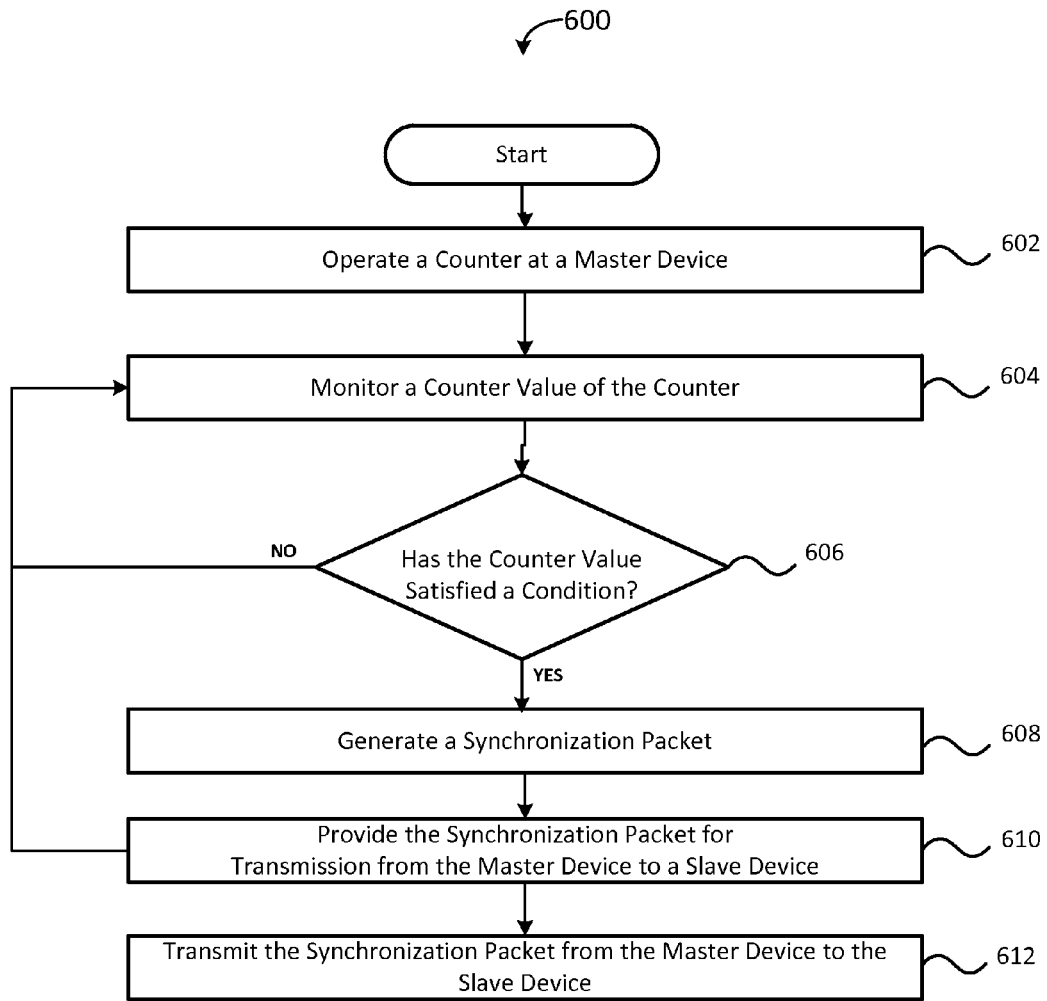 600
Start
Operate a Counter at a Master Device
602
Monitor a Counter Value of the Counter
604
NO
Has the Counter Value
Satisfied a Condition?
606
YES
Generate a Synchronization Packet
608
Provide the Synchronization Packet for
Transmission from the Master Device to a Slave Device
610
Transmit the Synchronization Packet from the Master Device to the
Slave Device
612